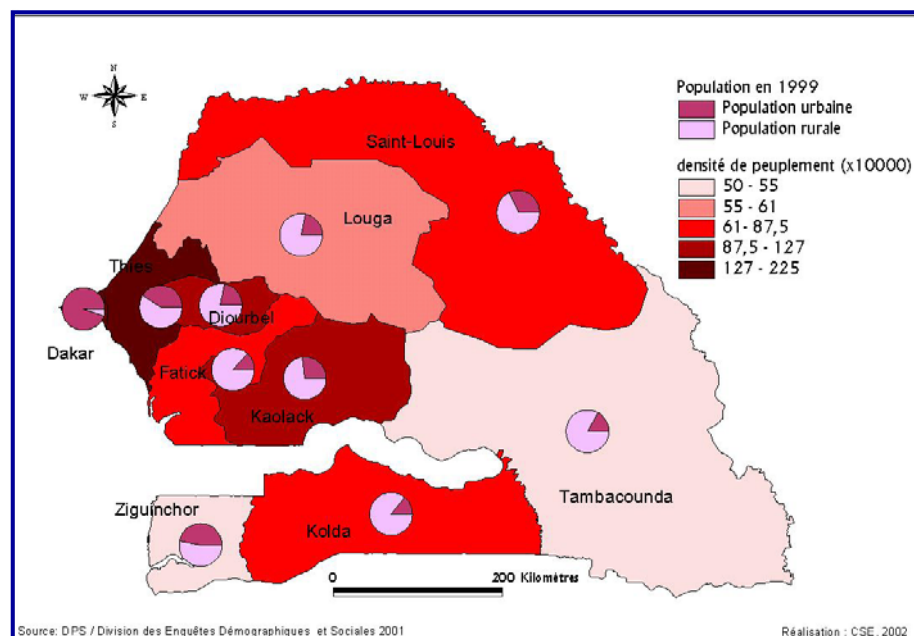 N
W E
S
Population en 1999
Population urbaine
Population rurale
densité de peuplement (x10000)
50 - 55
55 - 61
61- 87,5
87,5 - 127
127 - 225
Saint-Louis
Louga
Thies
Diourbel
Dakar
Fatick
Kaolack
Tambacounda
Ziguinchor
Kolda
0 200 Kilomètres
Source: DPS / Division des Enquêtes Démographiques et Sociales 2001
Réalisation : CSE, 2002